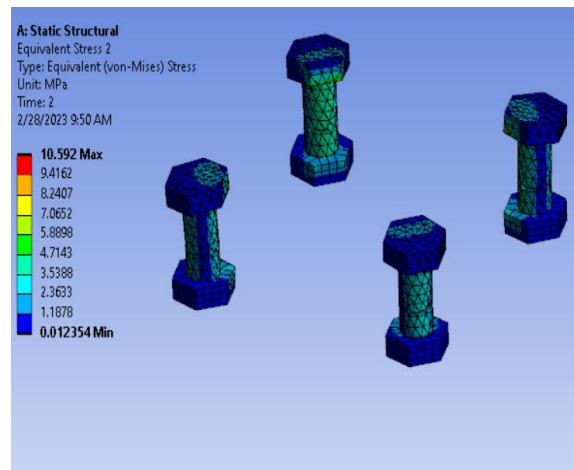 A: Static Structural
Equivalent Stress 2
Type: Equivalent (von-Mises) Stress
Unit: MPa
Time: 2
2/28/2023 9:50 AM
10.592 Max
9.4162
8.2407
7.0652
5.8898
4.7143
3.5388
2.3633
1.1878
0.012354 Min